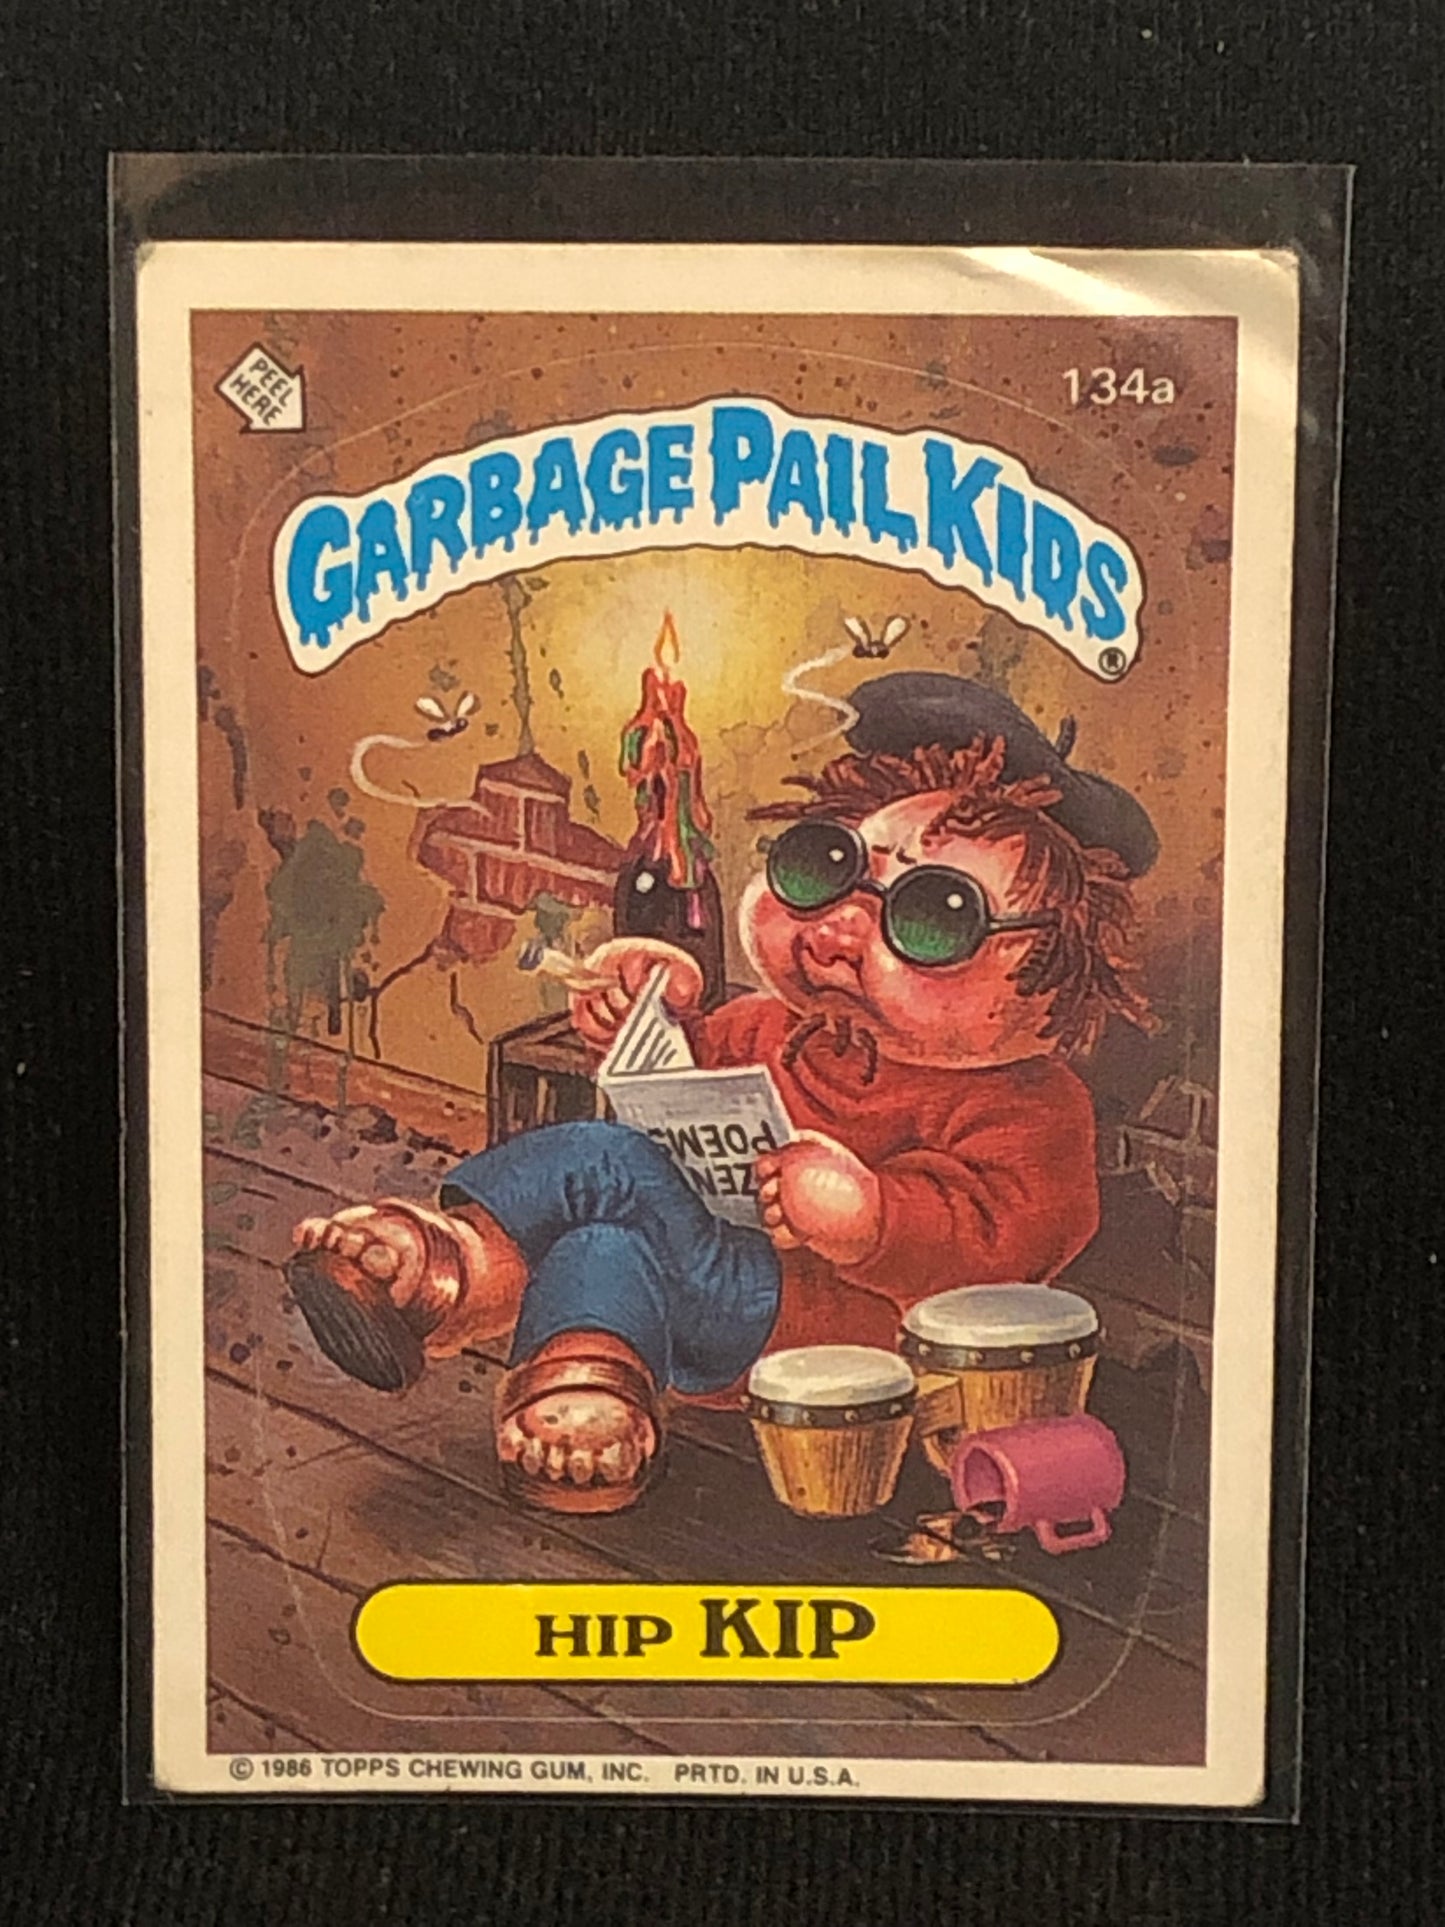 PEEL
HERE
134a
GARBAGE PAIL KIDS
®
ZEN
POEMS
HIP KIP
© 1986 TOPPS CHEWING GUM, INC. PRTD. IN U.S.A.